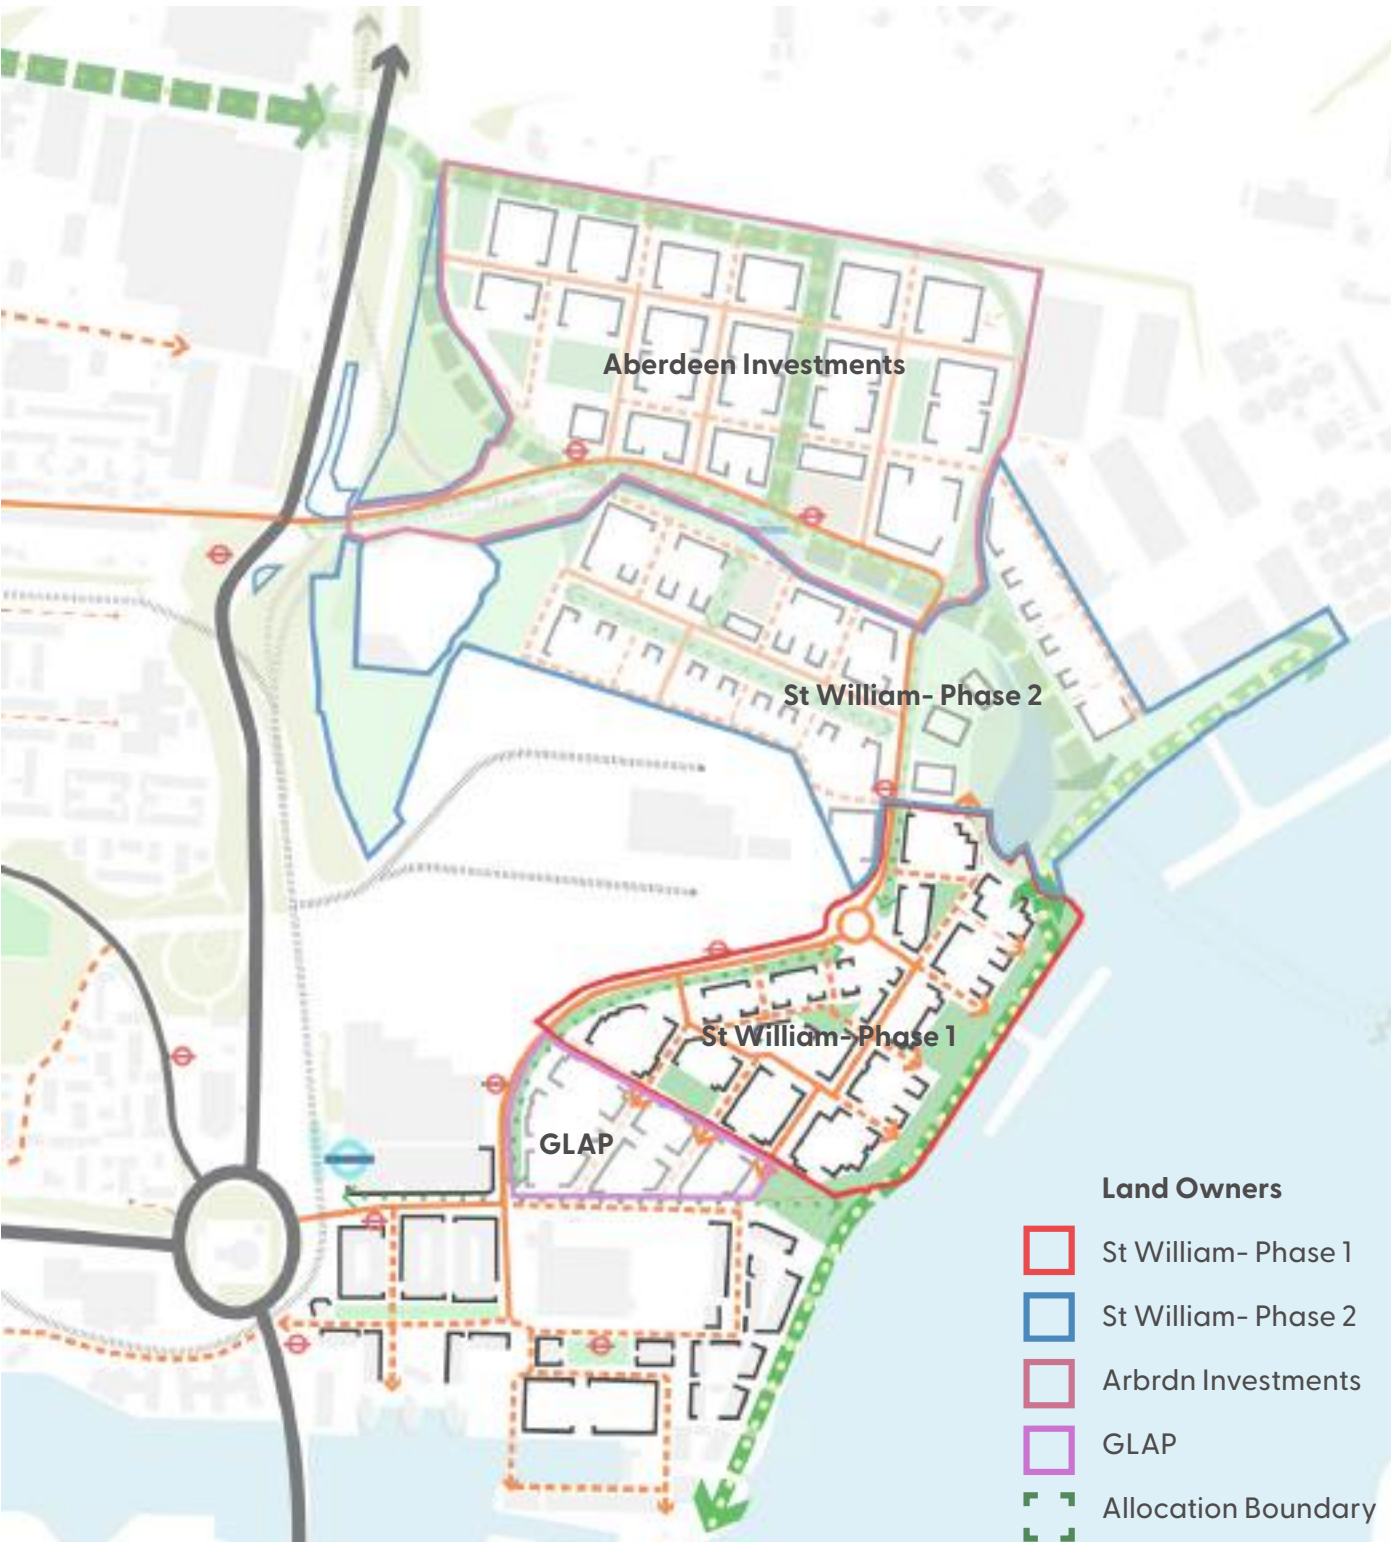 Aberdeen Investments
St William- Phase 2
St William- Phase 1
GLAP
Land Owners
St William- Phase 1
St William- Phase 2
Arbrdn Investments
GLAP
Allocation Boundary